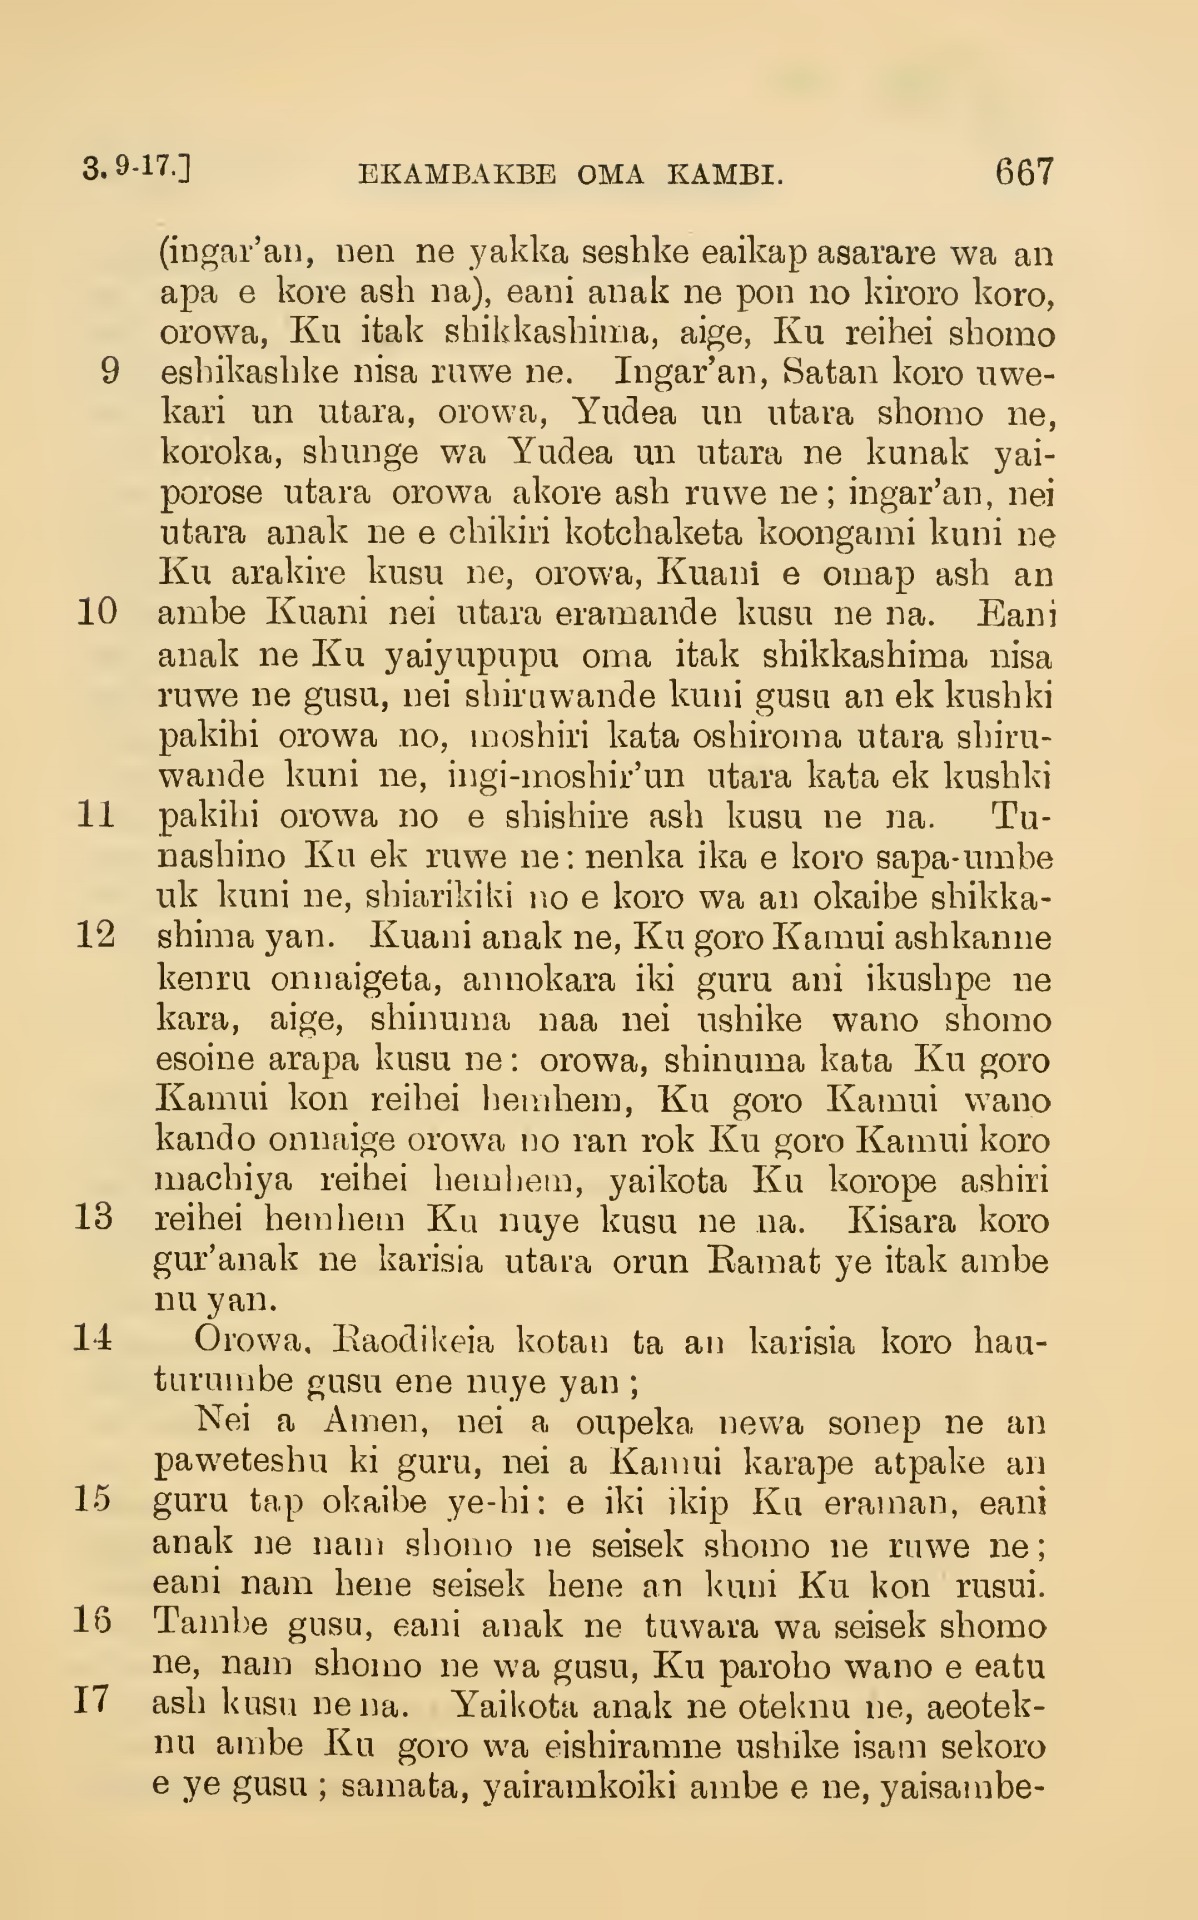 3. 9-17.] EKAMBAKBE OMA KAMBI. 667
(ingar'an, nen ne yakka seshke eaikap asarare wa an
apa e kore ash na), eani anak ne pon no kiroro koro,
orowa, Ku itak shikkashima, aige, Ku reihei shomo
9 eshikashke nisa ruwe ne. Ingar'an, Satan koro uwe-
kari un utara, orowa, Yudea un utara shomo ne,
koroka, shunge wa Yudea un utara ne kunak yai-
porose utara orowa akore ash ruwe ne; ingar'an, nei
utara anak ne e chikiri kotchaketa koongami kuni ne
Ku arakire kusu ne, orowa, Kuani e omap ash an
10 ambe Kuani nei utara eramande kusu ne na. Eani
anak ne Ku yaiyupupu oma itak shikkashima nisa
ruwe ne gusu, nei shiruwande kuni gusu an ek kushki
pakihi orowa no, moshiri kata oshiroma utara shiru-
wande kuni ne, ingi-moshir'un utara kata ek kushki
11 pakihi orowa no e shishire ash kusu ne na. Tu-
nashino Ku ek ruwe ne: nenka ika e koro sapa-umbe
uk kuni ne, shiarikiki no e koro wa an okaibe shikka-
12 shima yan. Kuani anak ne, Ku goro Kamui ashkanne
kenru onnaigeta, annokara iki guru ani ikushpe ne
kara, aige, shinuma naa nei ushike wano shomo
esoine arapa kusu ne: orowa, shinuma kata Ku goro
Kamui kon reihei hemhem, Ku goro Kamui wano
kando onnaige orowa no ran rok Ku goro Kamui koro
machiya reihei hemhem, yaikota Ku korope ashiri
13 reihei hemhem Ku nuye kusu ne na. Kisara koro
gur'anak ne karisia utara orun Ramat ye itak ambe
nu yan.
14 Orowa, Raodikeia kotan ta an karisia koro hau-
turumbe gusu ene nuye yan;
Nei a Amen, nei a oupeka newa sonep ne an
paweteshu ki guru, nei a Kamui karape atpake an
15 guru tap okaibe ye-hi: e iki ikip Ku eraman, eani
anak ne nam shomo ne seisek shomo ne ruwe ne;
eani nam hene seisek hene an kuni Ku kon rusui.
16 Tambe gusu, eani anak ne tuwara wa seisek shomo
ne, nam shomo ne wa gusu, Ku paroho wano e eatu
17 ash kusu ne na. Yaikota anak ne oteknu ne, aeotek-
nu ambe Ku goro wa eishiramne ushike isam sekoro
e ye gusu; samata, yairamkoiki ambe e ne, yaisambe-